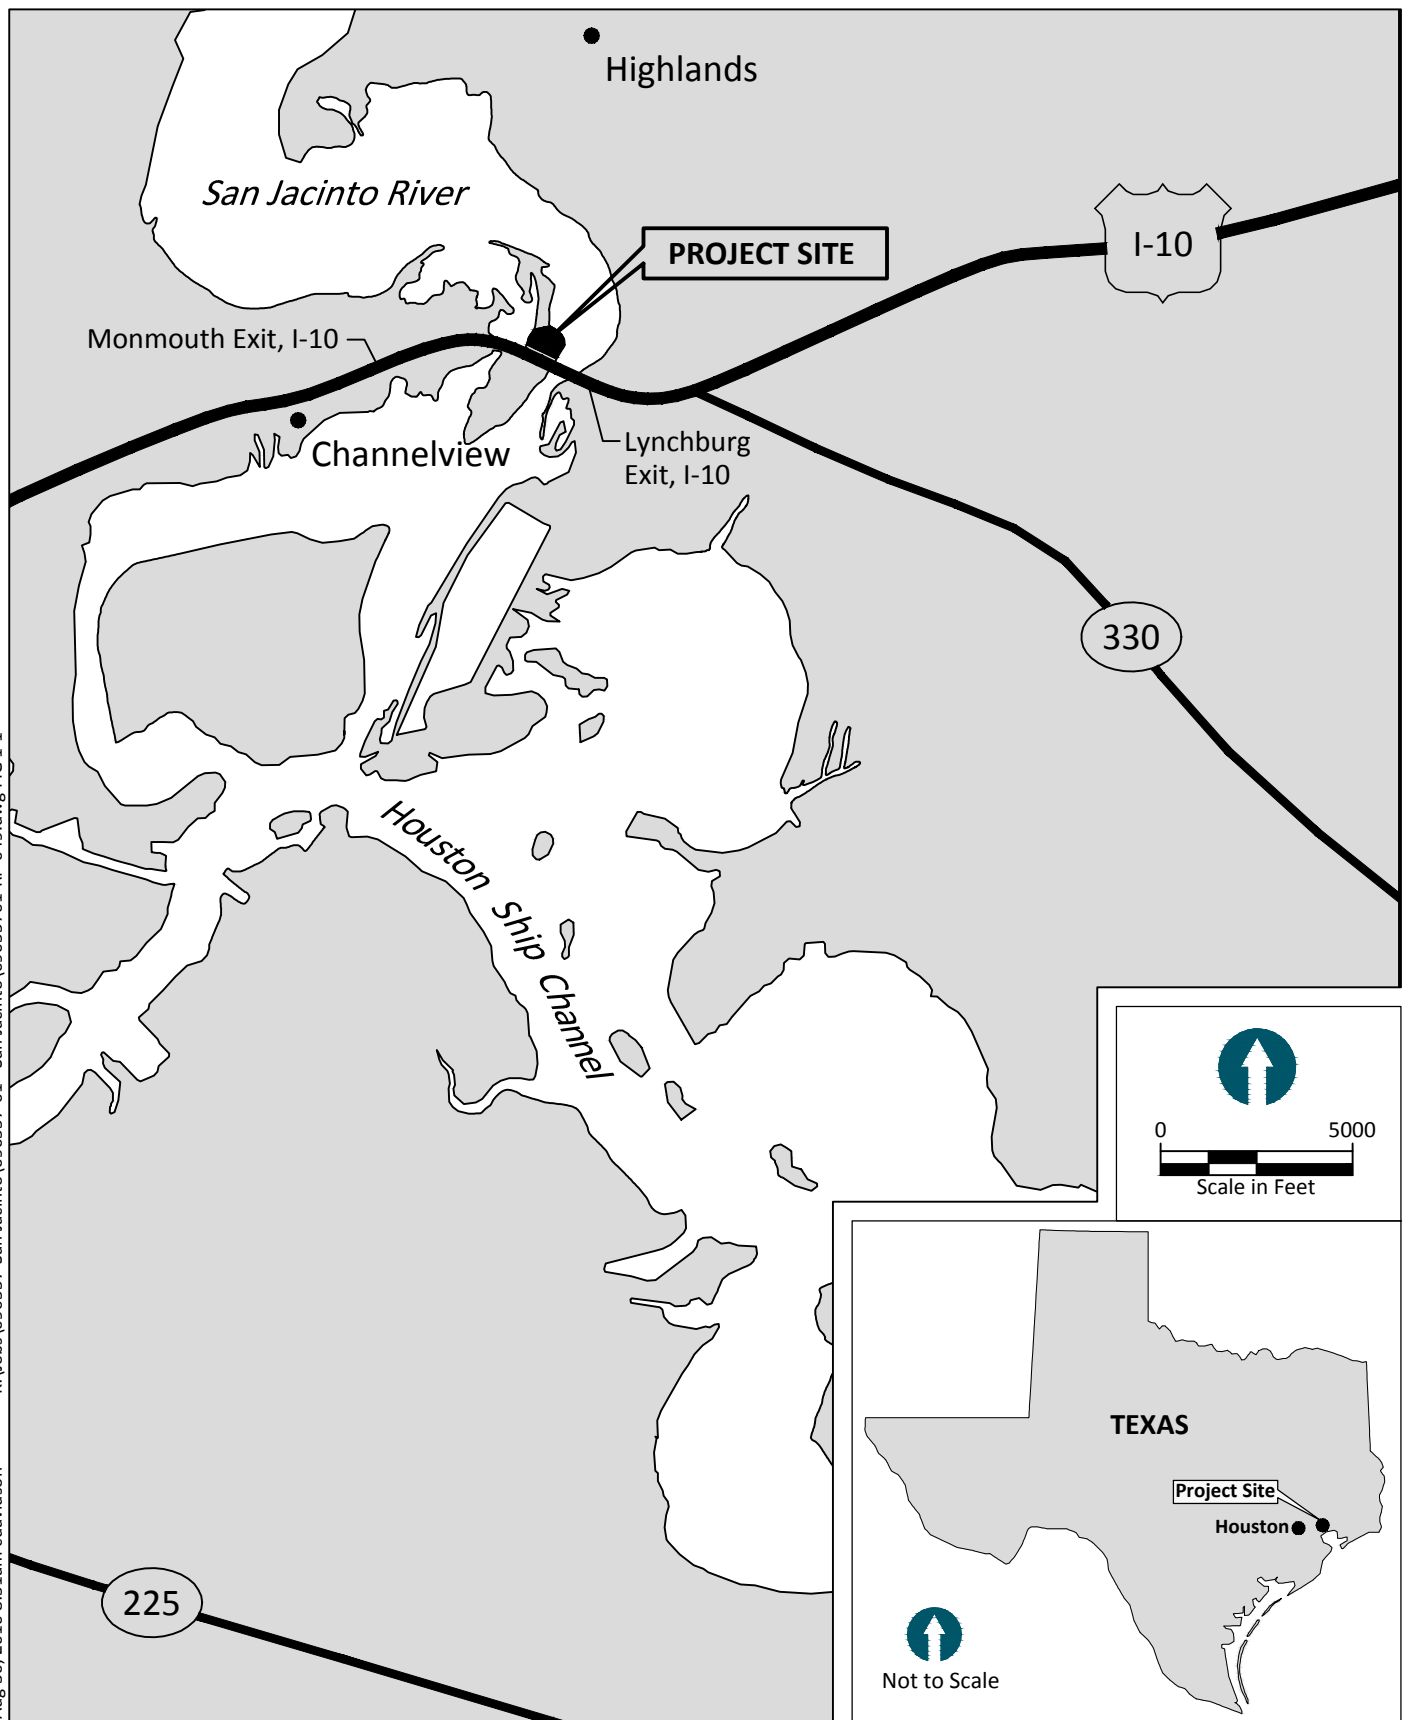 Highlands
San Jacinto River
PROJECT SITE
I-10
Monmouth Exit, I-10
Channelview
Lynchburg
Exit, I-10
330
Houston Ship Channel
0 5000
Scale in Feet
TEXAS
Project Site
Houston
225
Not to Scale